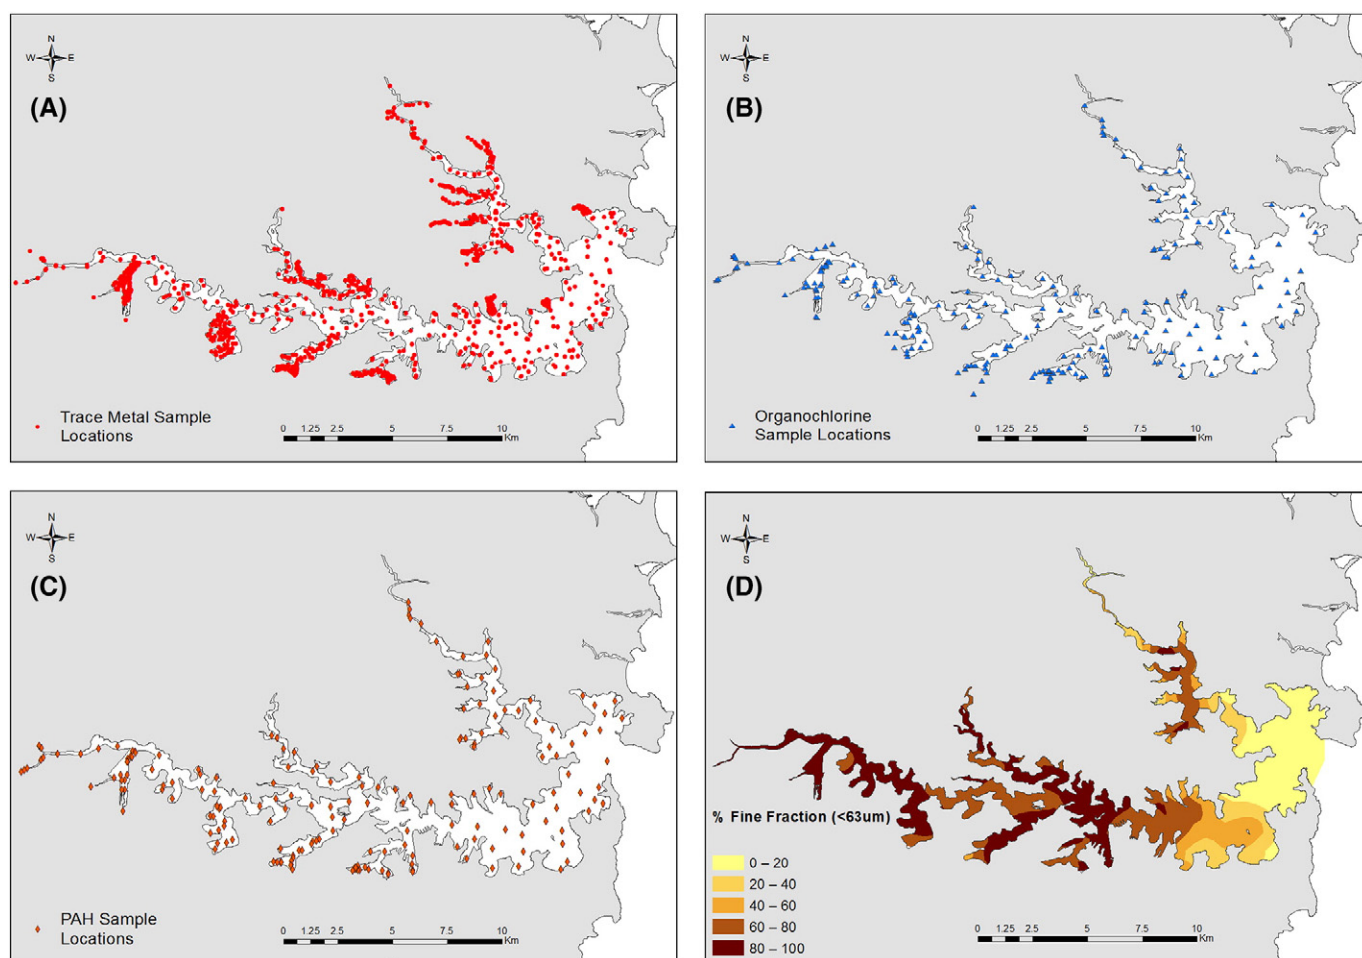 N
W E
S
(A)
Trace Metal Sample
Locations
0 1.25 2.5 5 7.5 10
Km
N
W E
S
(B)
Organochlorine
Sample Locations
0 1.25 2.5 5 7.5 10
Km
N
W E
S
(C)
PAH Sample
Locations
0 1.25 2.5 5 7.5 10
Km
N
W E
S
(D)
% Fine Fraction (<63um)
0 – 20
20 – 40
40 – 60
60 – 80
80 – 100
0 1.25 2.5 5 7.5 10
Km